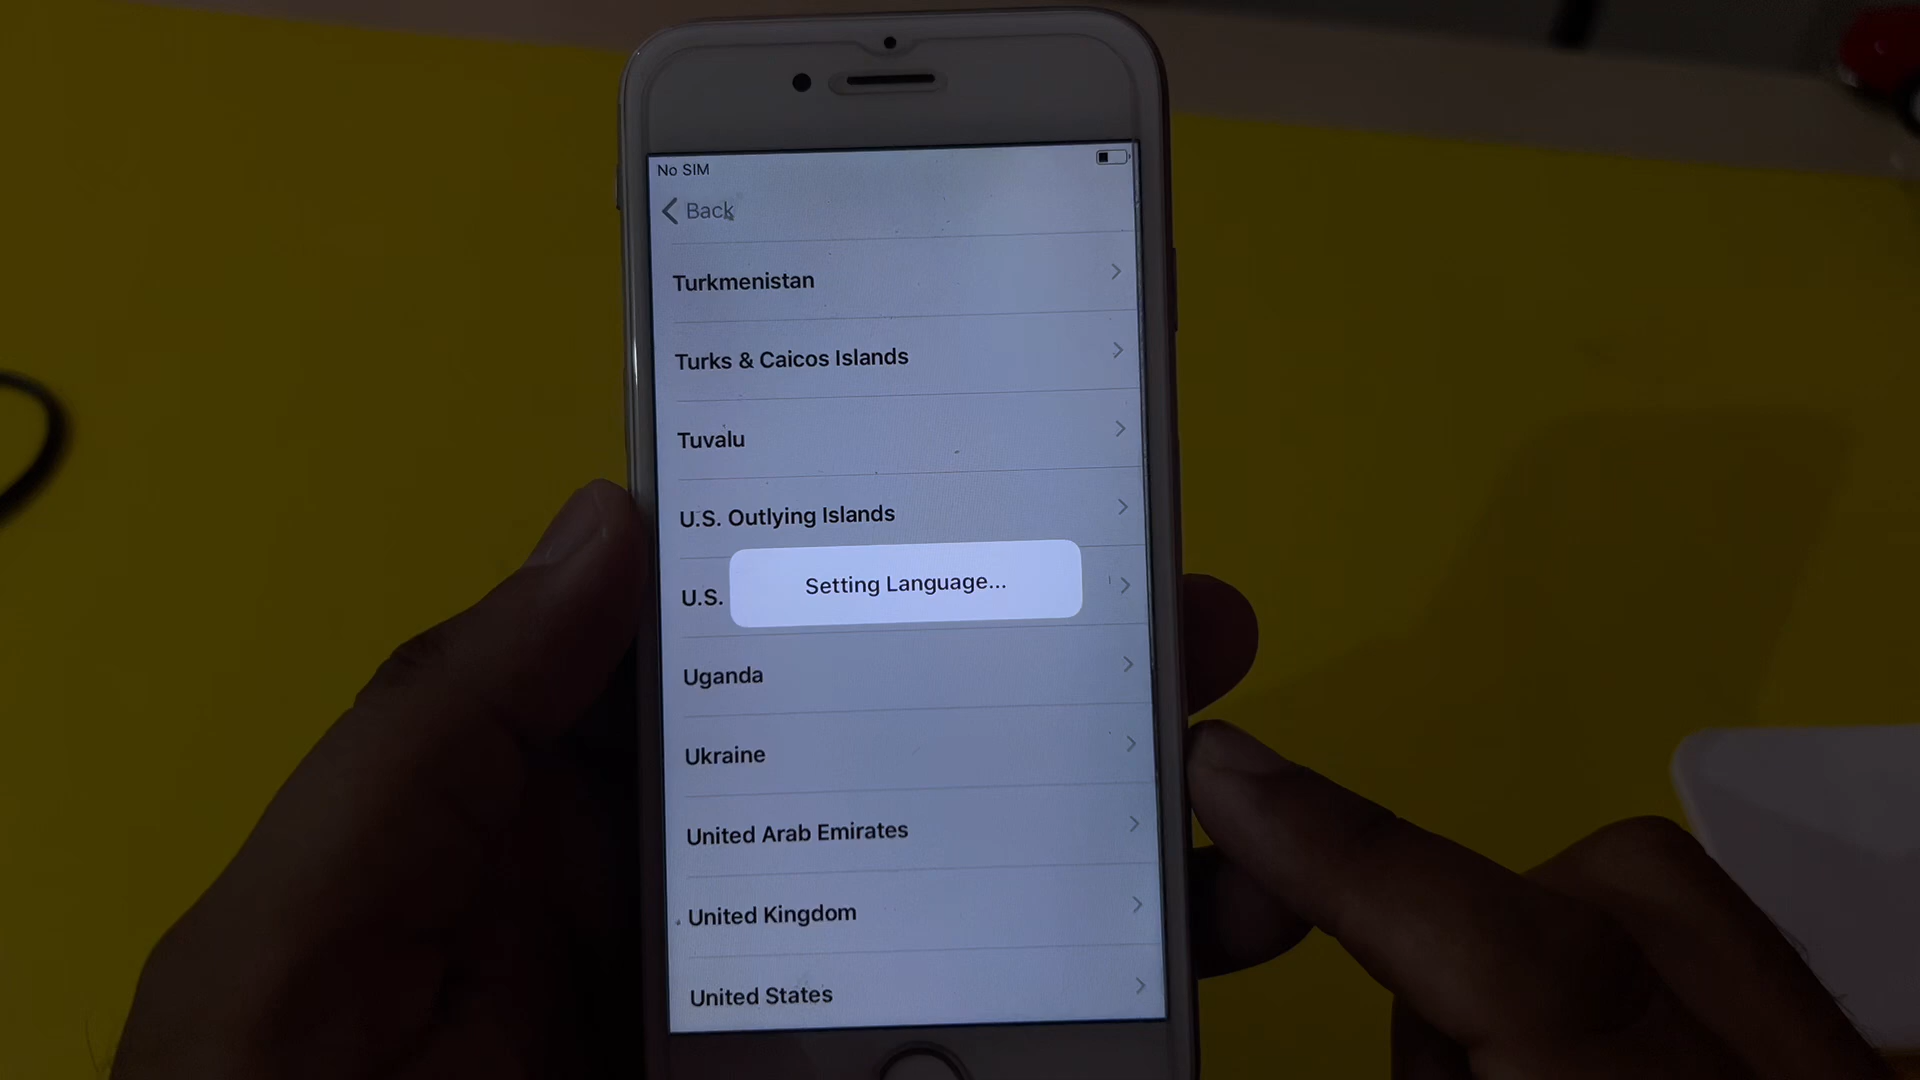 No SIM
Back
Turkmenistan
Turks & Caicos Islands
Tuvalu
U.S. Outlying Islands
U.S.
Setting Language...
Uganda
Ukraine
United Arab Emirates
United Kingdom
United States